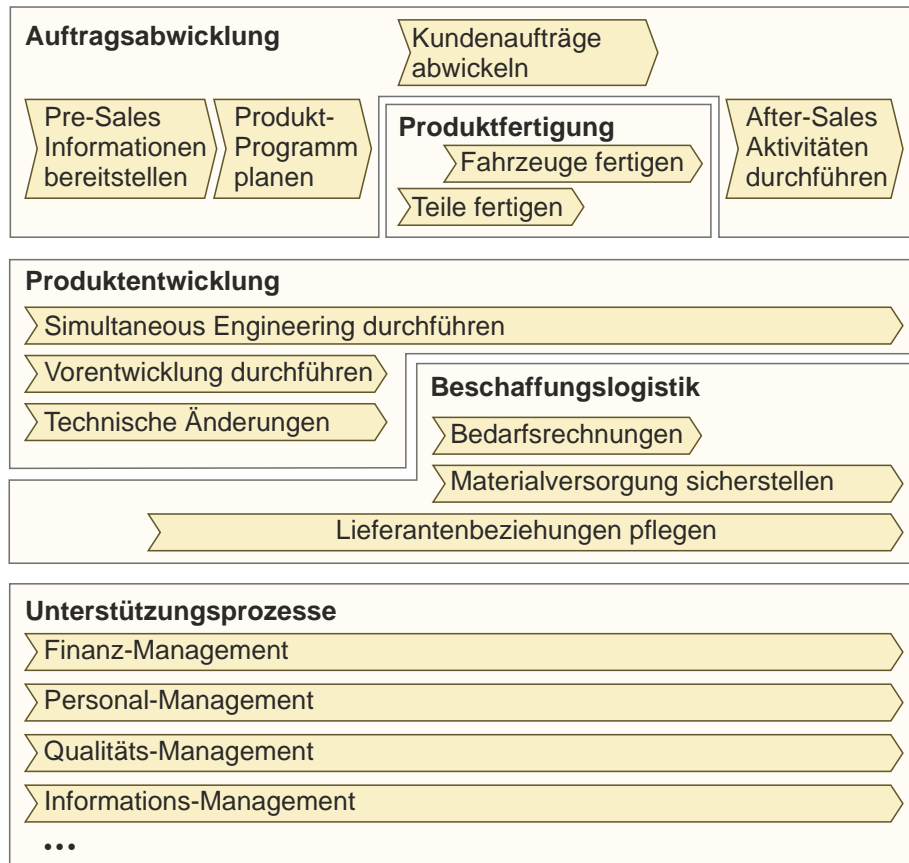 Auftragsabwicklung
Kundenaufträge
abwickeln
Pre-Sales
Informationen
bereitstellen
Produkt-
Programm
planen
Produktfertigung
Fahrzeuge fertigen
Teile fertigen
After-Sales
Aktivitäten
durchführen
Produktentwicklung
Simultaneous Engineering durchführen
Vorentwicklung durchführen
Technische Änderungen
Beschaffungslogistik
Bedarfsrechnungen
Materialversorgung sicherstellen
Lieferantenbeziehungen pflegen
Unterstützungsprozesse
Finanz-Management
Personal-Management
Qualitäts-Management
Informations-Management
...